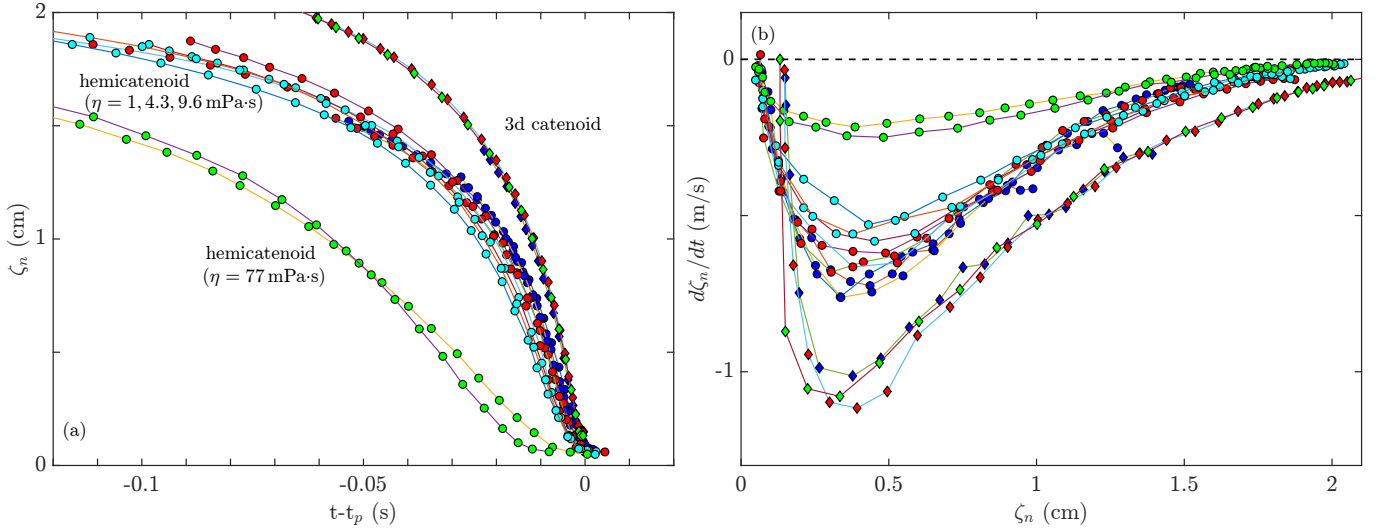 2
1
0
ζn (cm)
hemicatenoid
(η = 1, 4.3, 9.6 mPa·s)
3d catenoid
hemicatenoid
(η = 77 mPa·s)
(a)
-0.1
-0.05
0
t-tp (s)
(b)
0
-1
dζn/dt (m/s)
0
0.5
1
1.5
2
ζn (cm)